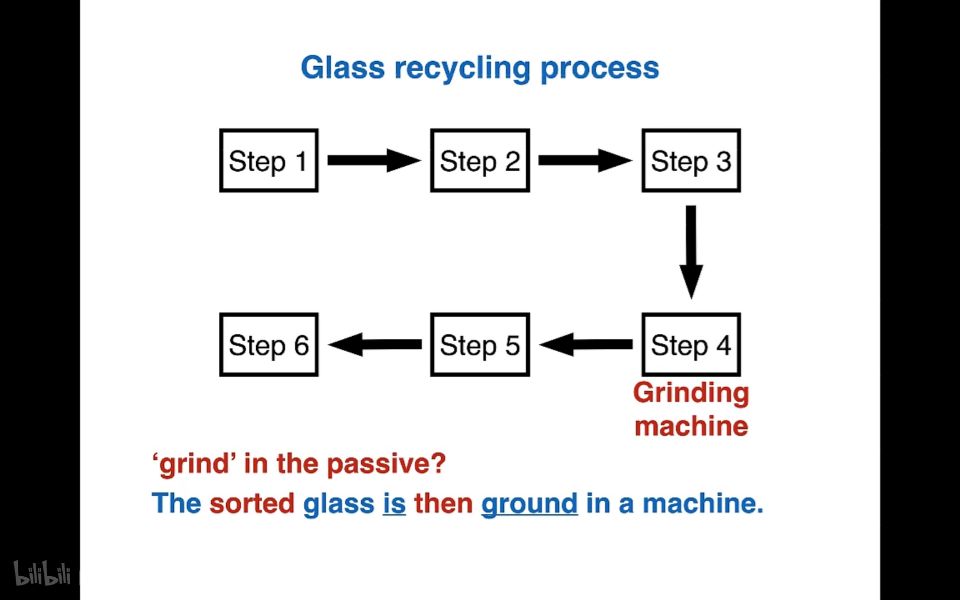 Glass recycling process
Step 1
Step 2
Step 3
Step 6
Step 5
Step 4
Grinding
machine
‘grind’ in the passive?
The sorted glass is then ground in a machine.
bilibili